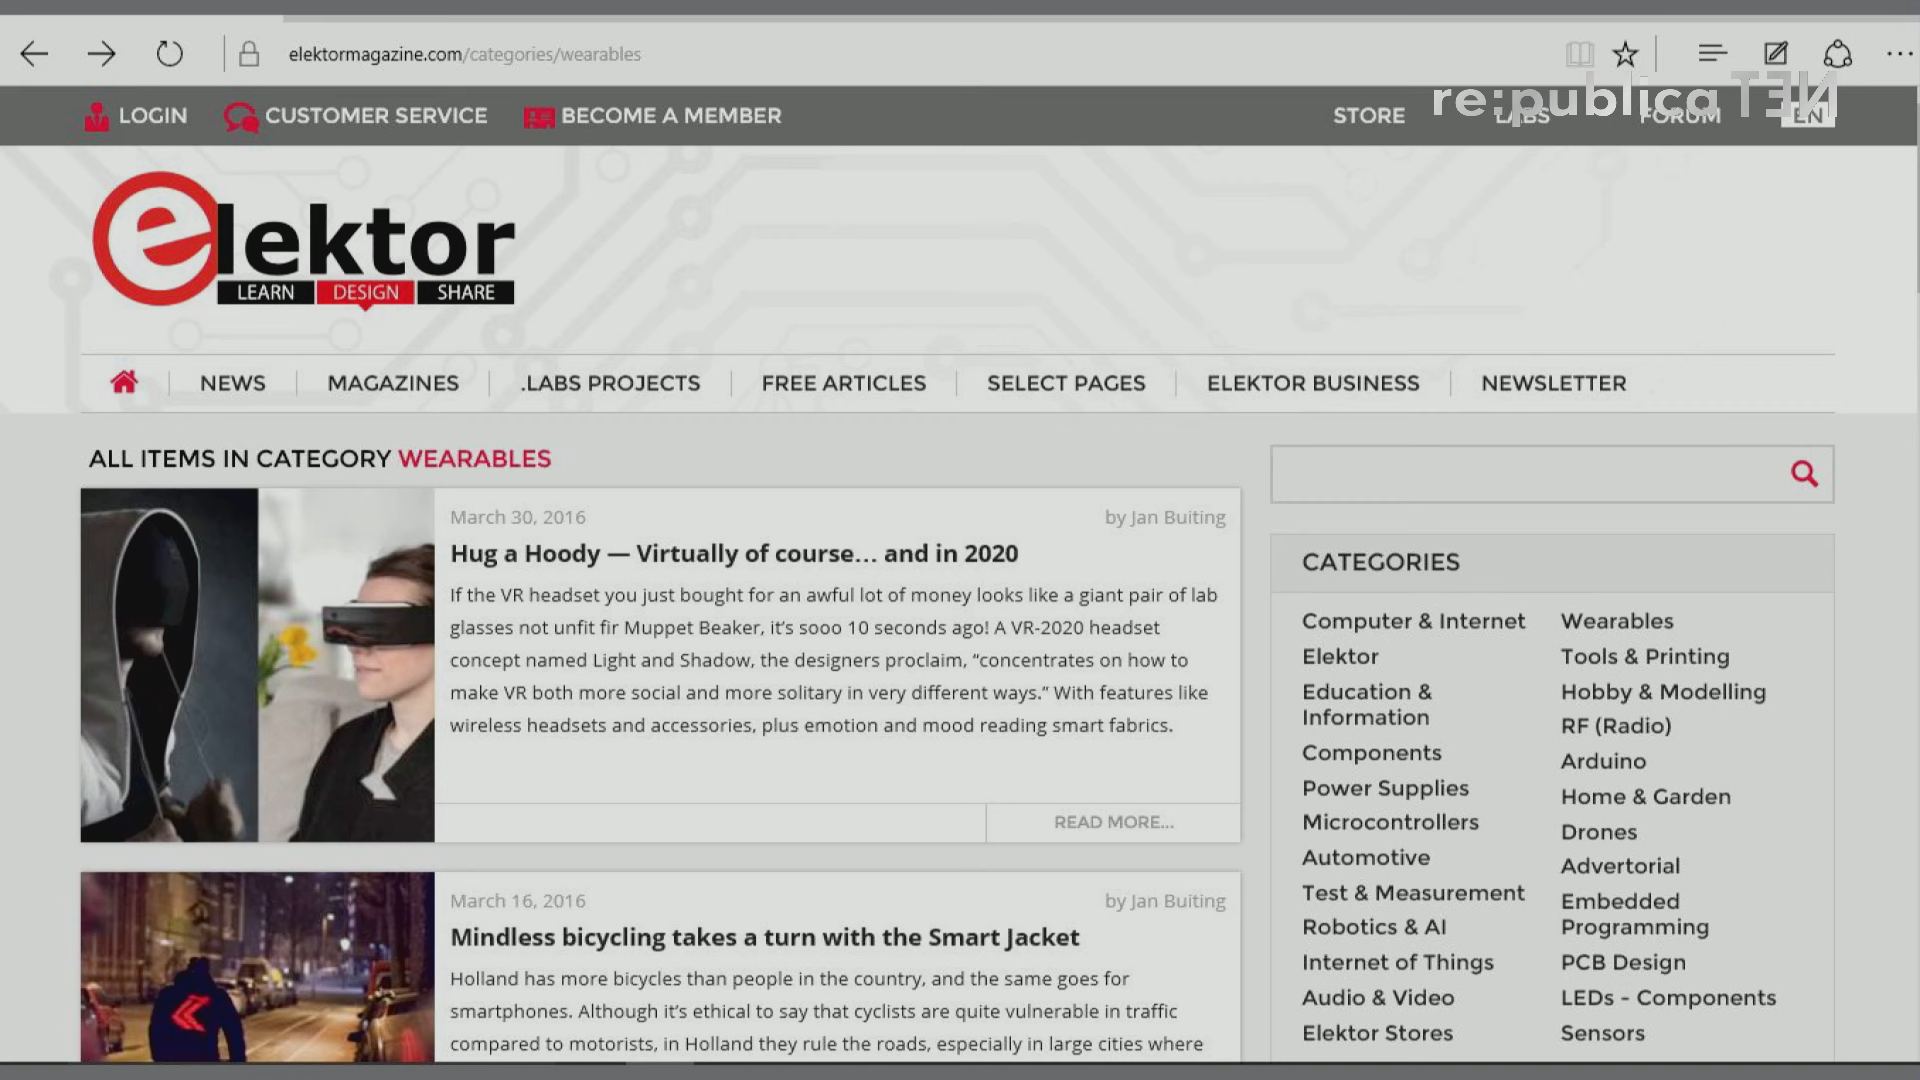 elektormagazine.com/categories/wearables
re:publica TEN
LOGIN
CUSTOMER SERVICE
BECOME A MEMBER
STORE
LABS
FORUM
EN
elektor
LEARN
DESIGN
SHARE
NEWS
MAGAZINES
.LABS PROJECTS
FREE ARTICLES
SELECT PAGES
ELEKTOR BUSINESS
NEWSLETTER
ALL ITEMS IN CATEGORY WEARABLES
March 30, 2016
by Jan Buiting
Hug a Hoody — Virtually of course… and in 2020
If the VR headset you just bought for an awful lot of money looks like a giant pair of lab
glasses not unfit fir Muppet Beaker, it’s sooo 10 seconds ago! A VR-2020 headset
concept named Light and Shadow, the designers proclaim, “concentrates on how to
make VR both more social and more solitary in very different ways.” With features like
wireless headsets and accessories, plus emotion and mood reading smart fabrics.
READ MORE...
March 16, 2016
by Jan Buiting
Mindless bicycling takes a turn with the Smart Jacket
Holland has more bicycles than people in the country, and the same goes for
smartphones. Although it’s ethical to say that cyclists are quite vulnerable in traffic
compared to motorists, in Holland they rule the roads, especially in large cities where
CATEGORIES
Computer & Internet
Elektor
Education &
Information
Components
Power Supplies
Microcontrollers
Automotive
Test & Measurement
Robotics & AI
Internet of Things
Audio & Video
Elektor Stores
Wearables
Tools & Printing
Hobby & Modelling
RF (Radio)
Arduino
Home & Garden
Drones
Advertorial
Embedded
Programming
PCB Design
LEDs - Components
Sensors